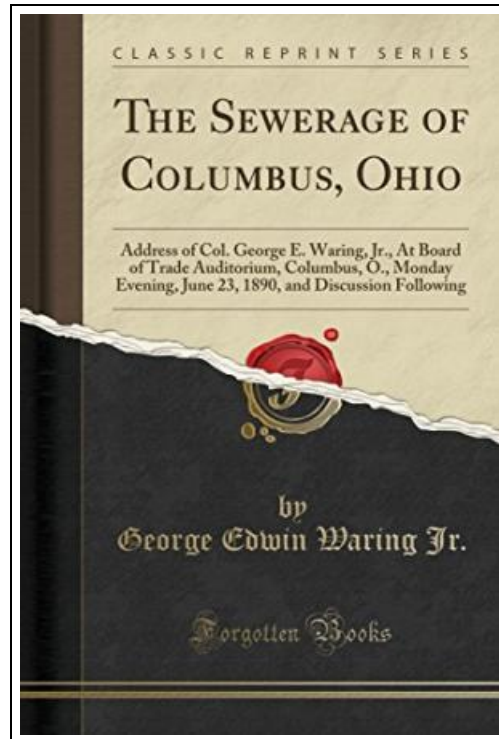 CLASSIC REPRINT SERIES
THE SEWERAGE OF
COLUMBUS, OHIO
Address of Col. George E. Waring, Jr., At Board
of Trade Auditorium, Columbus, O., Monday
Evening, June 23, 1890, and Discussion Following
by
George Edwin Waring Jr.
Forgotten Books